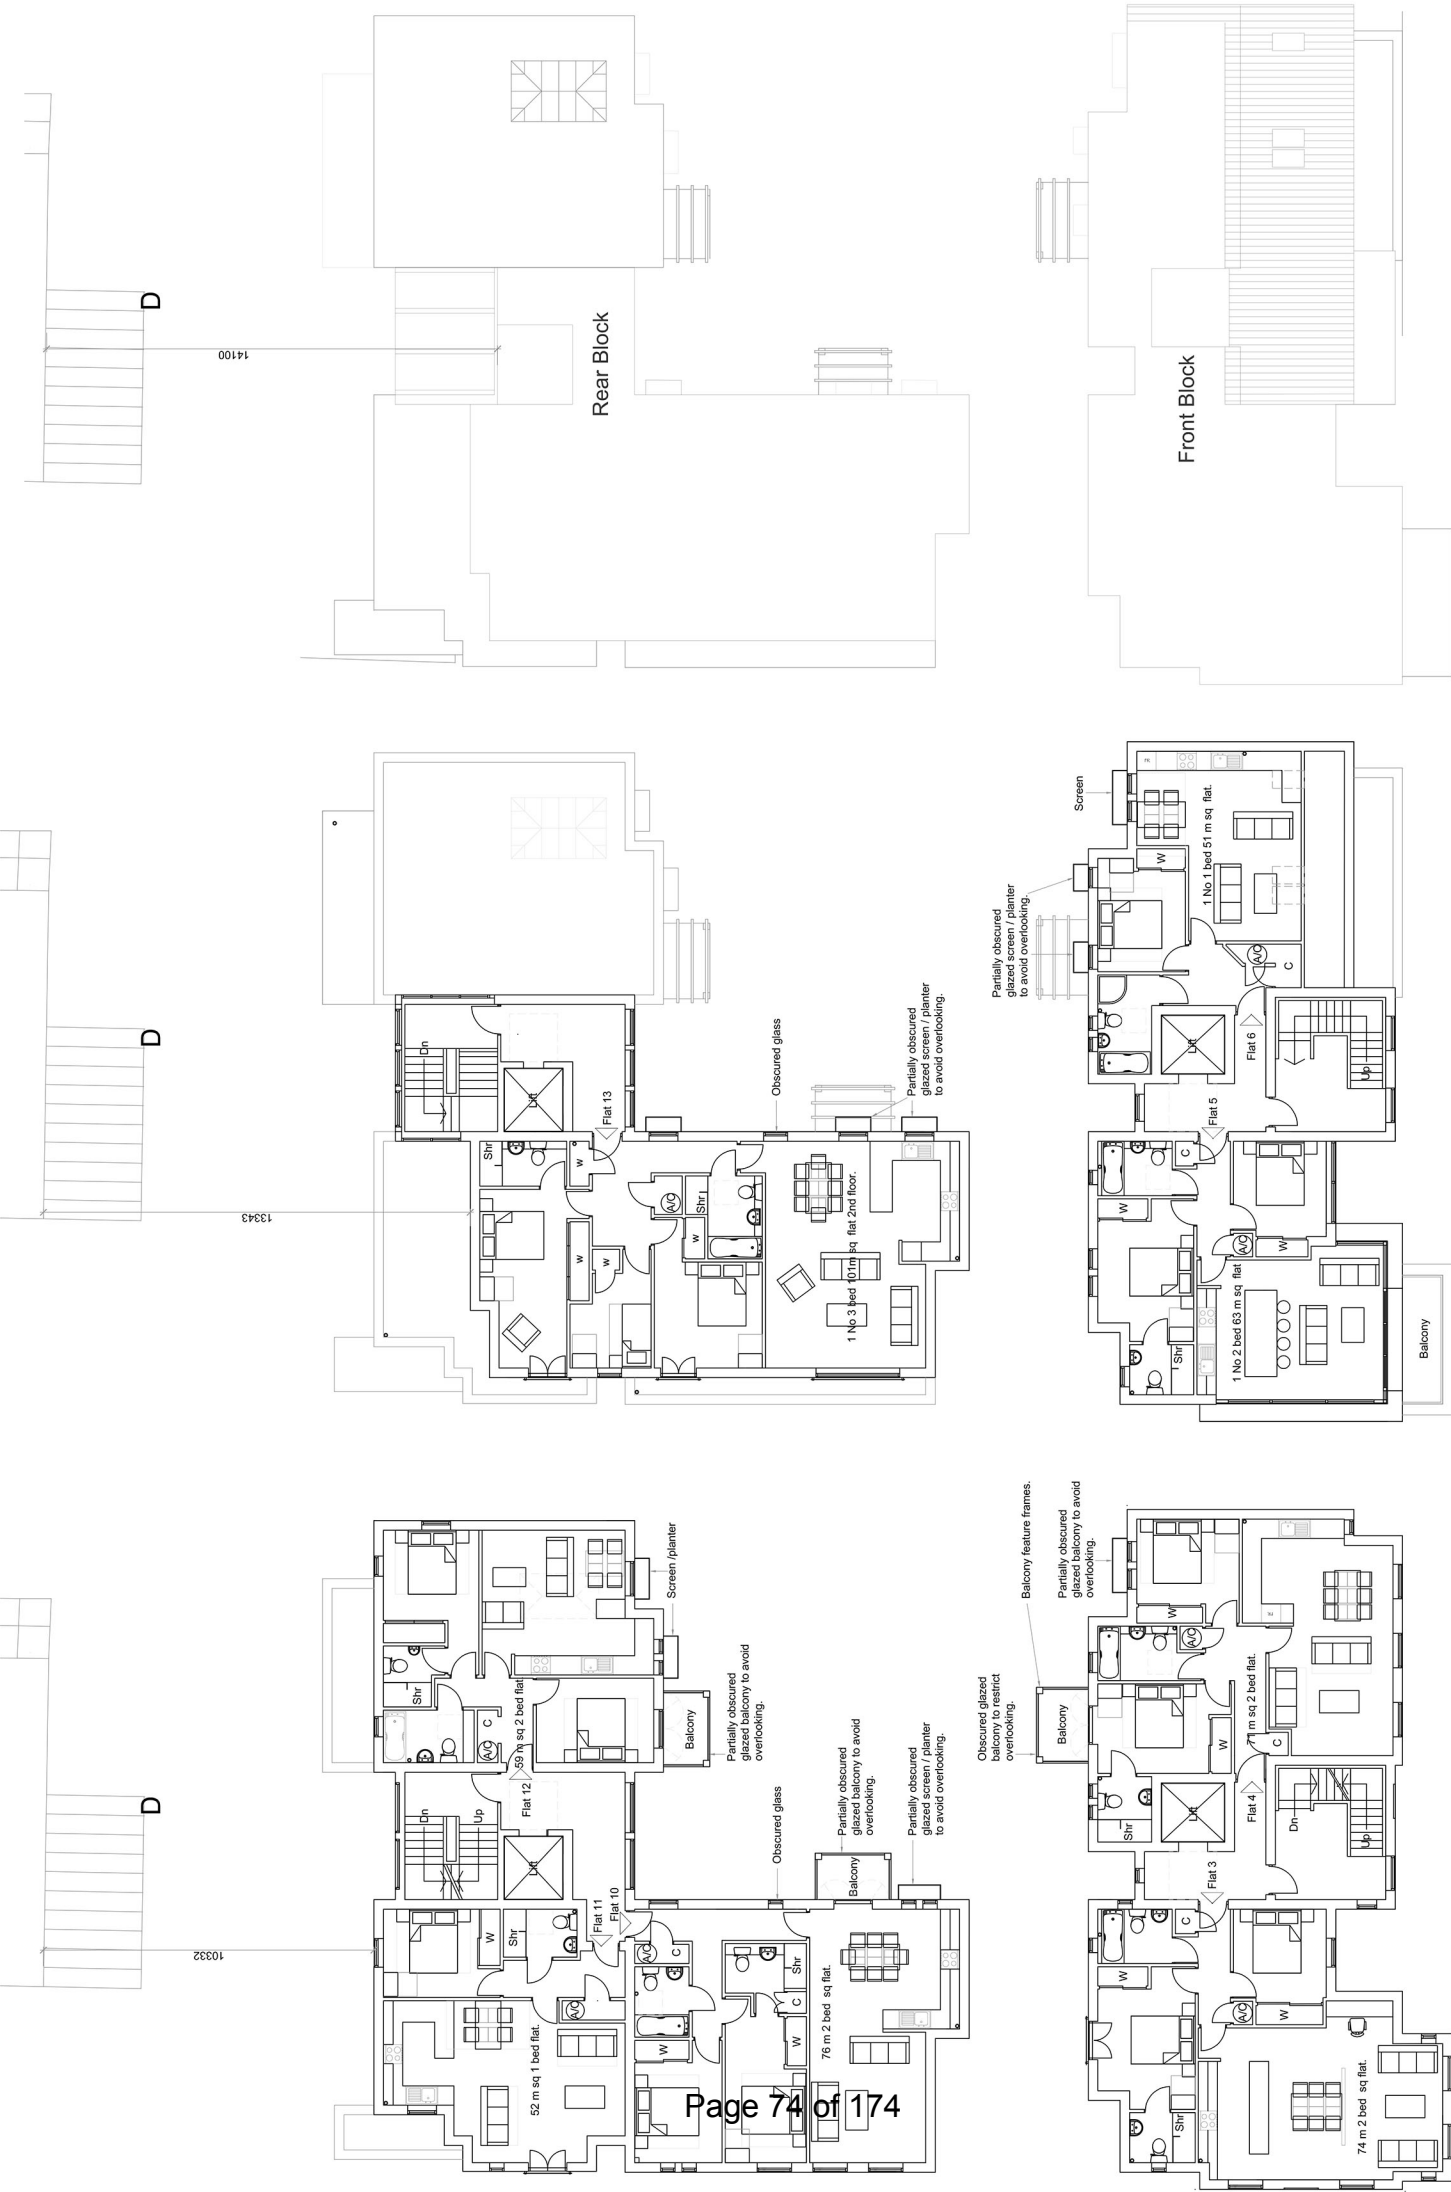 D
14100
Rear Block
Front Block
D
13343
Dn
Lift
Flat 13
Shr
w
w
w
A/C
Shr
w
1 No 3 bed 101m sq flat 2nd floor.
Obscured glass
Partially obscured
glazed screen / planter
to avoid overlooking.
Screen
Partially obscured
glazed screen / planter
to avoid overlooking.
W
1 No 1 bed 51 m sq flat.
A/C
C
Lift
Flat 6
Up
Flat 5
C
W
A/C
W
Shr
1 No 2 bed 63 m sq flat
Balcony
D
10332
Shr
C
A/C
59 m sq 2 bed flat.
Flat 12
Dn
Up
Lift
Flat 11
Flat 10
W
Shr
A/C
52 m sq 1 bed flat.
A/C
C
W
Shr
C
W
76 m 2 bed sq flat.
Screen /planter
Balcony
Partially obscured
glazed balcony to avoid
overlooking.
Obscured glass
Balcony
Partially obscured
glazed balcony to avoid
overlooking.
Partially obscured
glazed screen / planter
to avoid overlooking.
Balcony feature frames.
Partially obscured
glazed balcony to avoid
overlooking.
Obscured glazed
balcony to restrict
overlooking.
Balcony
W
A/C
W
71 m sq 2 bed flat.
C
Shr
Lift
Flat 4
Dn
Up
Flat 3
C
W
A/C
W
Shr
74 m 2 bed sq flat.
Page 74 of 174